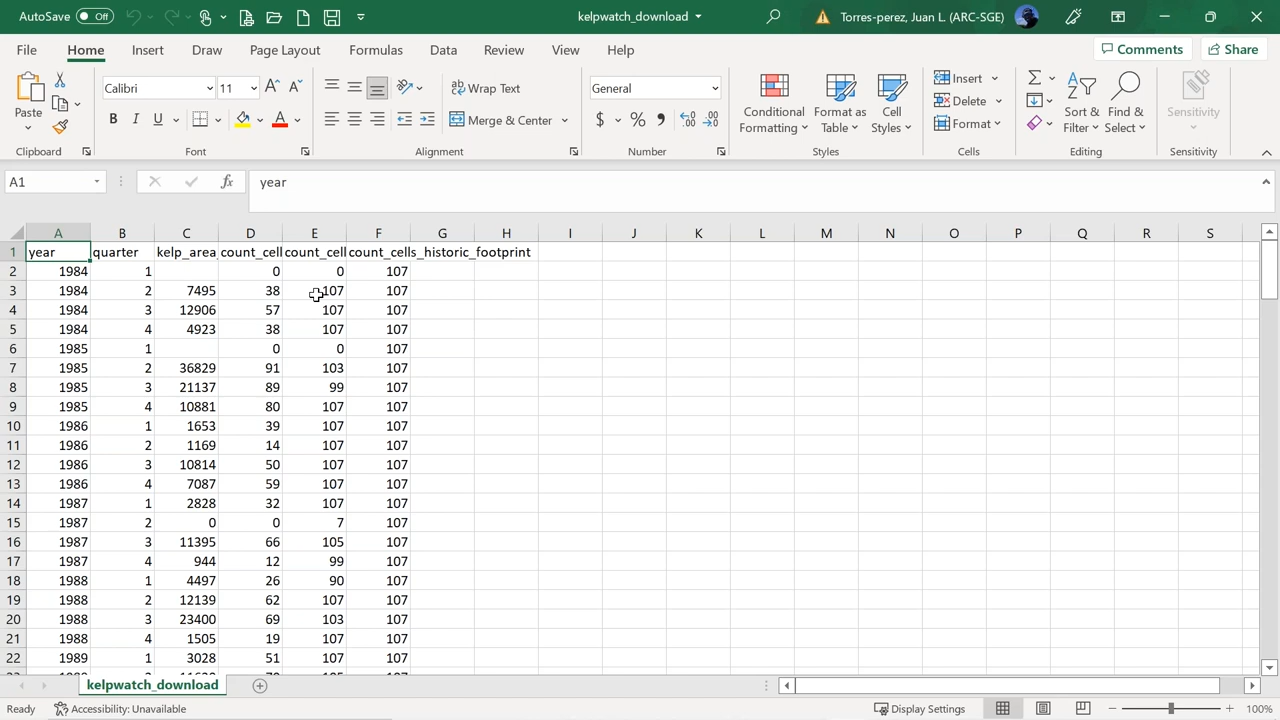 AutoSave Off kelpwatch_download Torres-perez, Juan L. (ARC-SGE)
File Home Insert Draw Page Layout Formulas Data Review View Help Comments Share
Paste Calibri 11 Wrap Text General Conditional Formatting Format as Table Cell Styles Insert Sort & Filter Find & Select Sensitivity
B I U A Merge & Center $ % , Delete
Format
Clipboard Font Alignment Number Styles Cells Editing Sensitivity
A1 fx year
A B C D E F G H I J K L M N O P Q R S
1 year quarter kelp_area count_cell count_cell count_cells_historic_footprint
2 1984 1 0 0 107
3 1984 2 7495 38 107 107
4 1984 3 12906 57 107 107
5 1984 4 4923 38 107 107
6 1985 1 0 0 107
7 1985 2 36829 91 103 107
8 1985 3 21137 89 99 107
9 1985 4 10881 80 107 107
10 1986 1 1653 39 107 107
11 1986 2 1169 14 107 107
12 1986 3 10814 50 107 107
13 1986 4 7087 59 107 107
14 1987 1 2828 32 107 107
15 1987 2 0 0 7 107
16 1987 3 11395 66 105 107
17 1987 4 944 12 99 107
18 1988 1 4497 26 90 107
19 1988 2 12139 62 107 107
20 1988 3 23400 69 103 107
21 1988 4 1505 19 107 107
22 1989 1 3028 51 107 107
kelpwatch_download
Ready Accessibility: Unavailable Display Settings 100%